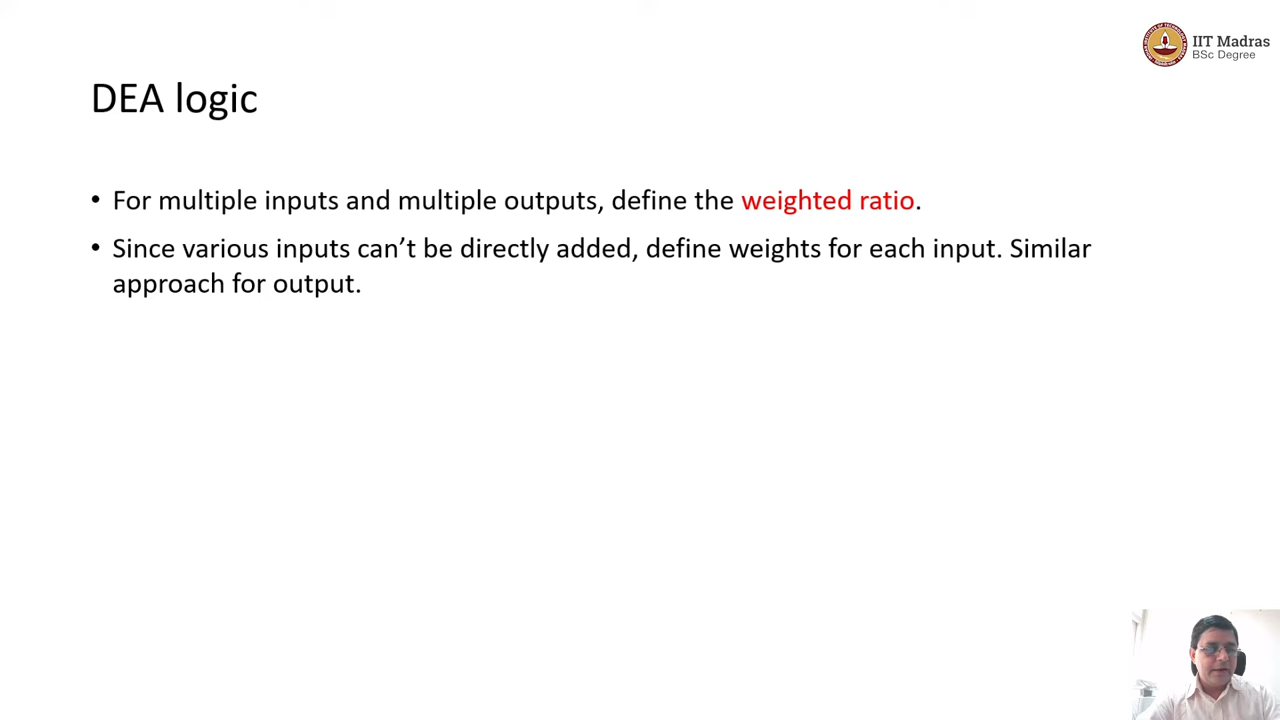 IIT Madras
BSc Degree
DEA logic
• For multiple inputs and multiple outputs, define the weighted ratio.
• Since various inputs can’t be directly added, define weights for each input. Similar
approach for output.